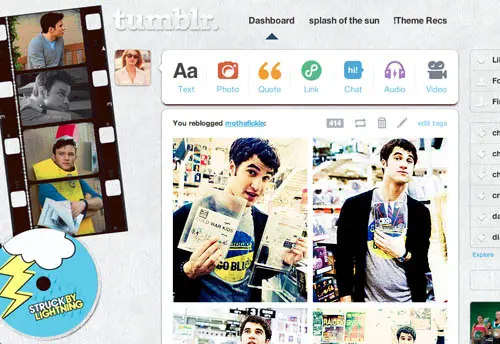 tumblr.
Dashboard splash of the sun !Theme Recs
Aa
hi!
Text Photo Quote Link Chat Audio Video
You reblogged mothafickle: 414 edit tags
STRUCK BY
LIGHTNING
Explore